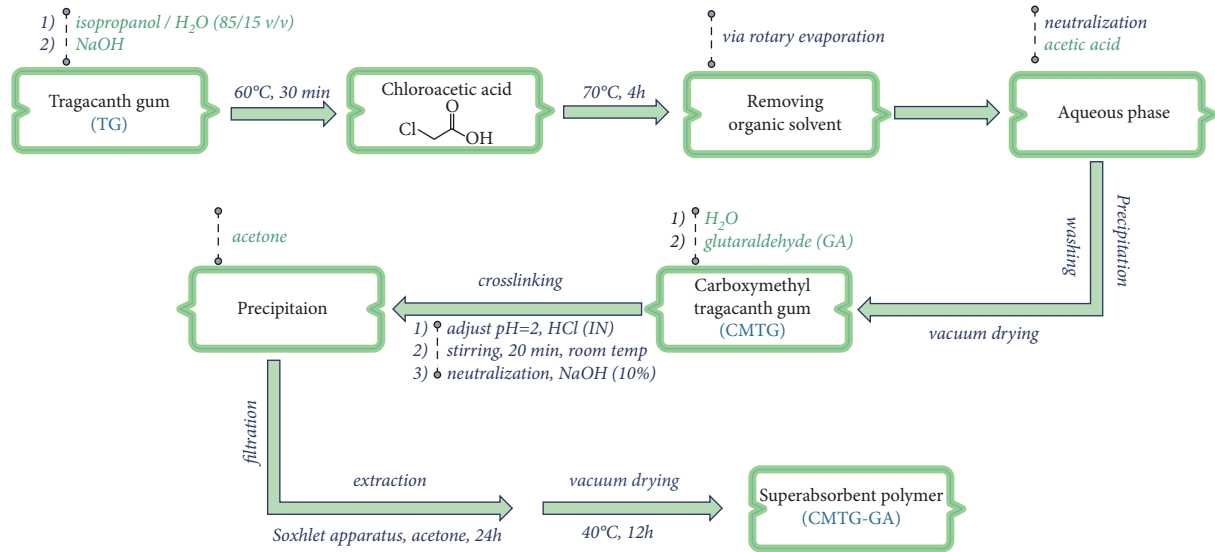 1) isopropanol / H₂O (85/15 v/v)
2) NaOH
Tragacanth gum
(TG)
60°C, 30 min
Chloroacetic acid
O
Cl
OH
70°C, 4h
via rotary evaporation
Removing
organic solvent
neutralization
acetic acid
Aqueous phase
Precipitation
washing
vacuum drying
1) H₂O
2) glutaraldehyde (GA)
Carboxymethyl
tragacanth gum
(CMTG)
crosslinking
1) adjust pH=2, HCl (IN)
2) stirring, 20 min, room temp
3) neutralization, NaOH (10%)
acetone
Precipitaion
filtration
extraction
Soxhlet apparatus, acetone, 24h
vacuum drying
40°C, 12h
Superabsorbent polymer
(CMTG-GA)